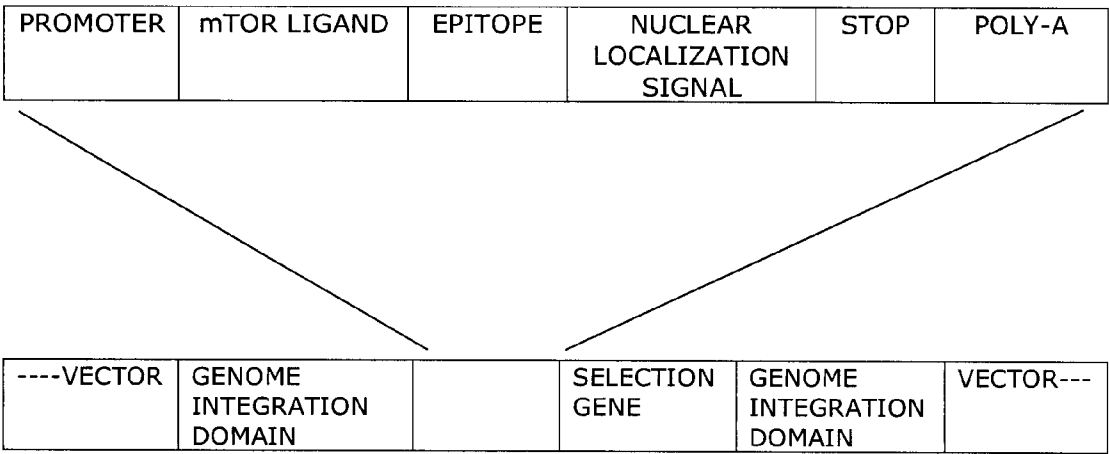 PROMOTER mTOR LIGAND EPITOPE NUCLEAR STOP POLY-A
LOCALIZATION
SIGNAL
----VECTOR GENOME SELECTION GENOME VECTOR---
INTEGRATION GENE INTEGRATION
DOMAIN DOMAIN